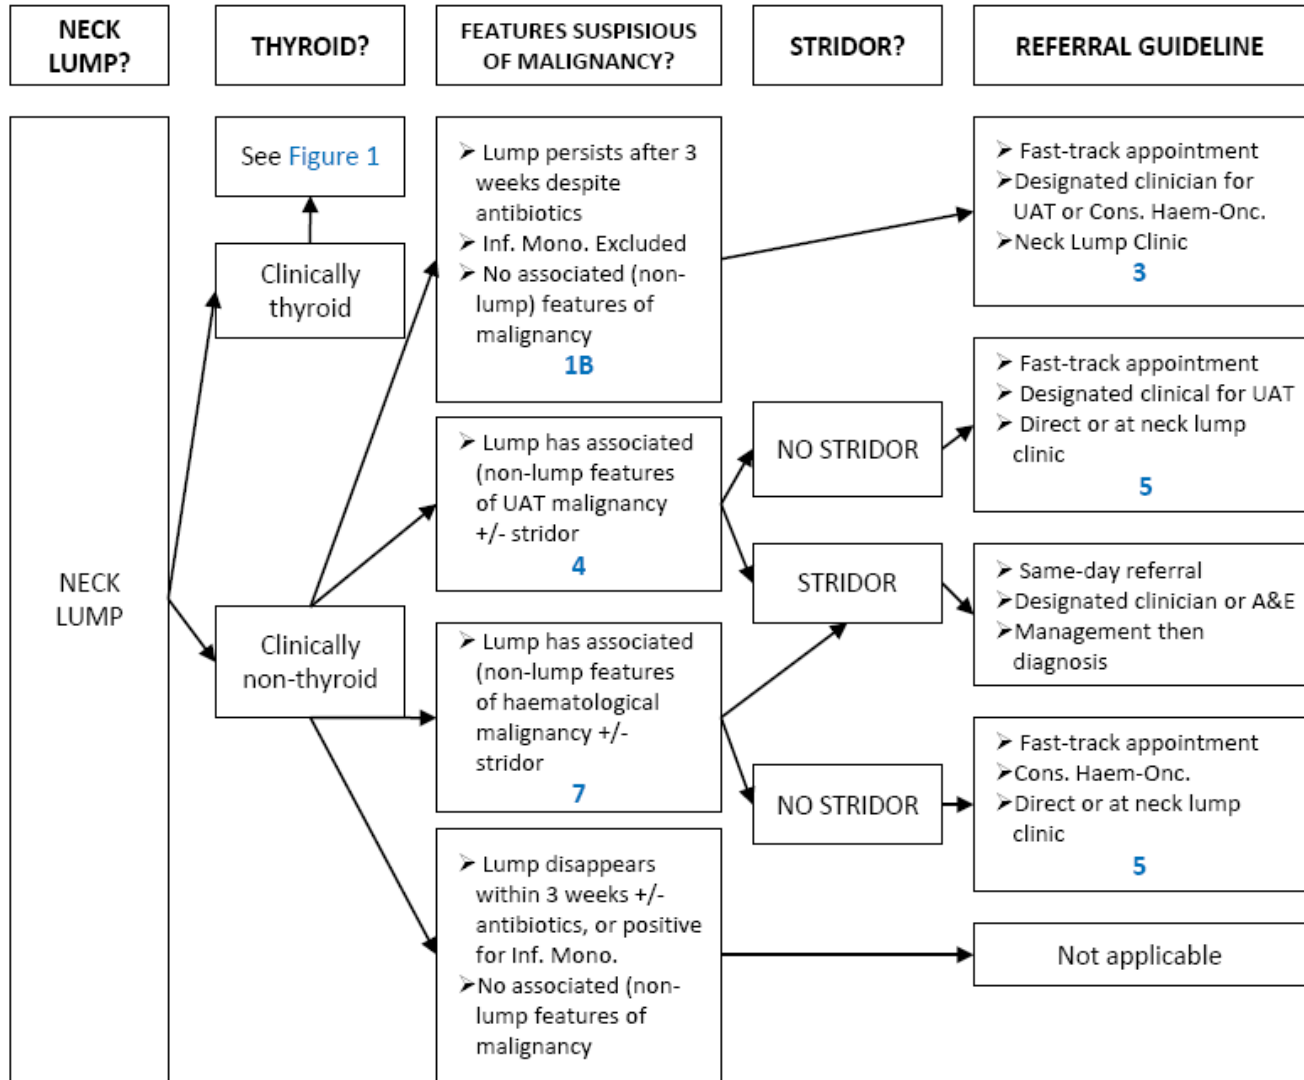 NECK
LUMP?
THYROID?
FEATURES SUSPISIOUS
OF MALIGNANCY?
STRIDOR?
REFERRAL GUIDELINE
NECK
LUMP
See Figure 1
Clinically
thyroid
Clinically
non-thyroid
➤ Lump persists after 3
weeks despite
antibiotics
➤ Inf. Mono. Excluded
➤ No associated (non-
lump) features of
malignancy
1B
➤ Lump has associated
(non-lump features
of UAT malignancy
+/- stridor
4
➤ Lump has associated
(non-lump features
of haematological
malignancy +/-
stridor
7
➤ Lump disappears
within 3 weeks +/-
antibiotics, or positive
for Inf. Mono.
➤No associated (non-
lump features of
malignancy
NO STRIDOR
STRIDOR
NO STRIDOR
➤ Fast-track appointment
➤Designated clinician for
UAT or Cons. Haem-Onc.
➤Neck Lump Clinic
3
➤ Fast-track appointment
➤ Designated clinical for UAT
➤ Direct or at neck lump
clinic
5
➤ Same-day referral
➤Designated clinician or A&E
➤Management then
diagnosis
➤ Fast-track appointment
➤Cons. Haem-Onc.
➤Direct or at neck lump
clinic
5
Not applicable